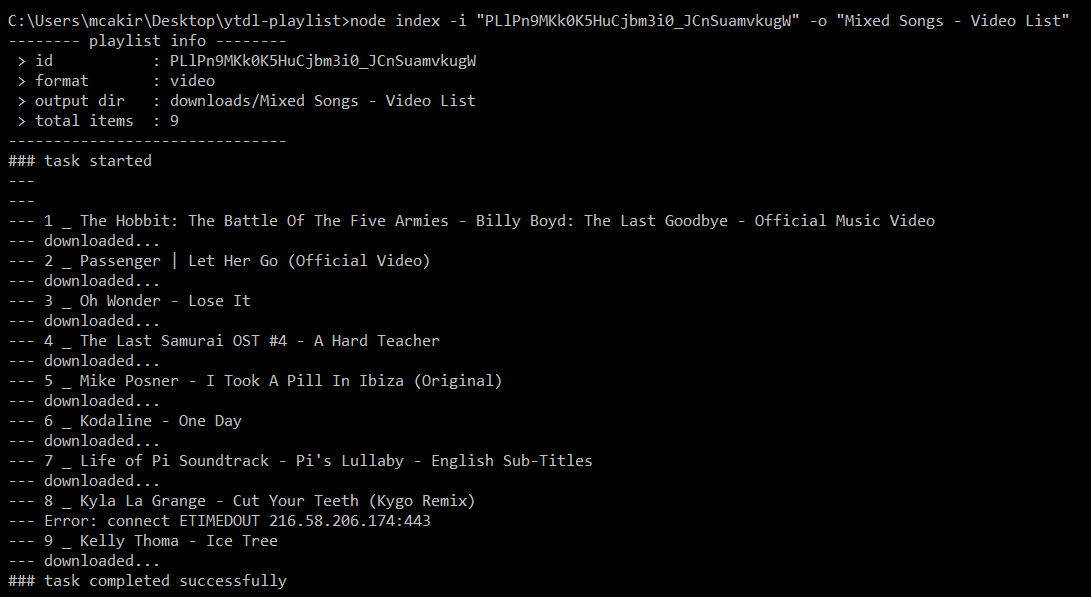 C:\Users\mcakir\Desktop\ytdl-playlist>node index -i "PLlPn9MKk0K5HuCjbm3i0_JCnSuamvkugW" -o "Mixed Songs - Video List"
-------- playlist info --------
 > id           : PLlPn9MKk0K5HuCjbm3i0_JCnSuamvkugW
 > format       : video
 > output dir   : downloads/Mixed Songs - Video List
 > total items  : 9
-------------------------------
### task started
---
---
--- 1 _ The Hobbit: The Battle Of The Five Armies - Billy Boyd: The Last Goodbye - Official Music Video
--- downloaded...
--- 2 _ Passenger | Let Her Go (Official Video)
--- downloaded...
--- 3 _ Oh Wonder - Lose It
--- downloaded...
--- 4 _ The Last Samurai OST #4 - A Hard Teacher
--- downloaded...
--- 5 _ Mike Posner - I Took A Pill In Ibiza (Original)
--- downloaded...
--- 6 _ Kodaline - One Day
--- downloaded...
--- 7 _ Life of Pi Soundtrack - Pi's Lullaby - English Sub-Titles
--- downloaded...
--- 8 _ Kyla La Grange - Cut Your Teeth (Kygo Remix)
--- Error: connect ETIMEDOUT 216.58.206.174:443
--- 9 _ Kelly Thoma - Ice Tree
--- downloaded...
### task completed successfully